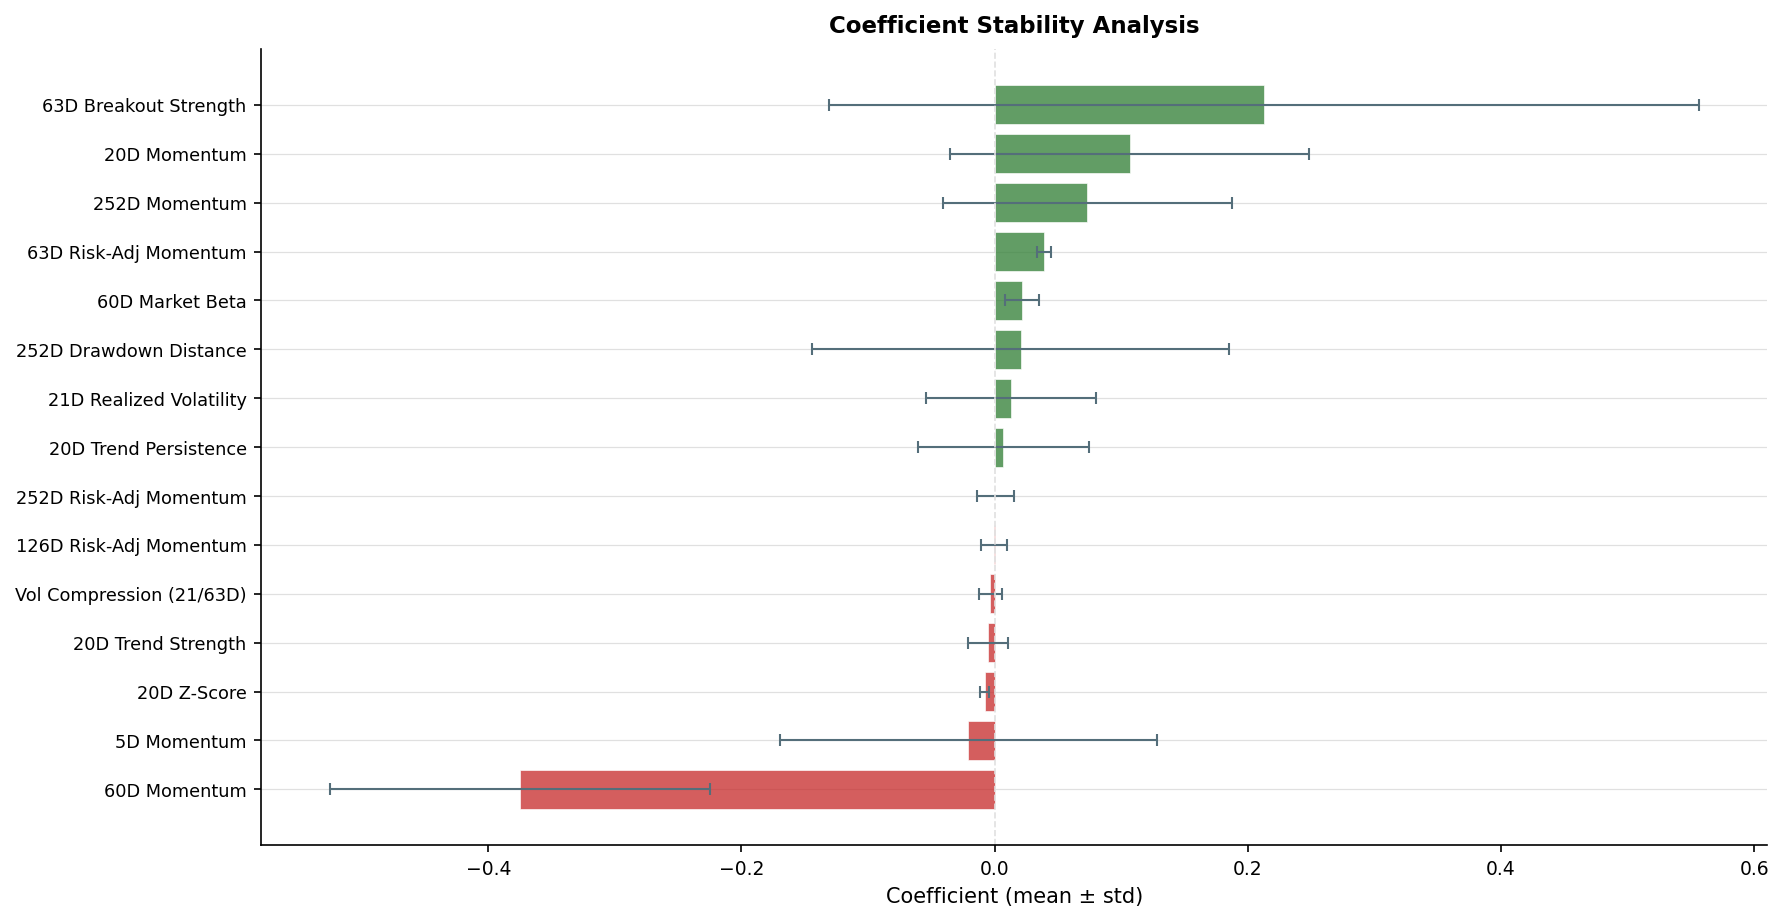 Coefficient Stability Analysis
63D Breakout Strength
20D Momentum
252D Momentum
63D Risk-Adj Momentum
60D Market Beta
252D Drawdown Distance
21D Realized Volatility
20D Trend Persistence
252D Risk-Adj Momentum
126D Risk-Adj Momentum
Vol Compression (21/63D)
20D Trend Strength
20D Z-Score
5D Momentum
60D Momentum
−0.4 −0.2 0.0 0.2 0.4 0.6
Coefficient (mean ± std)